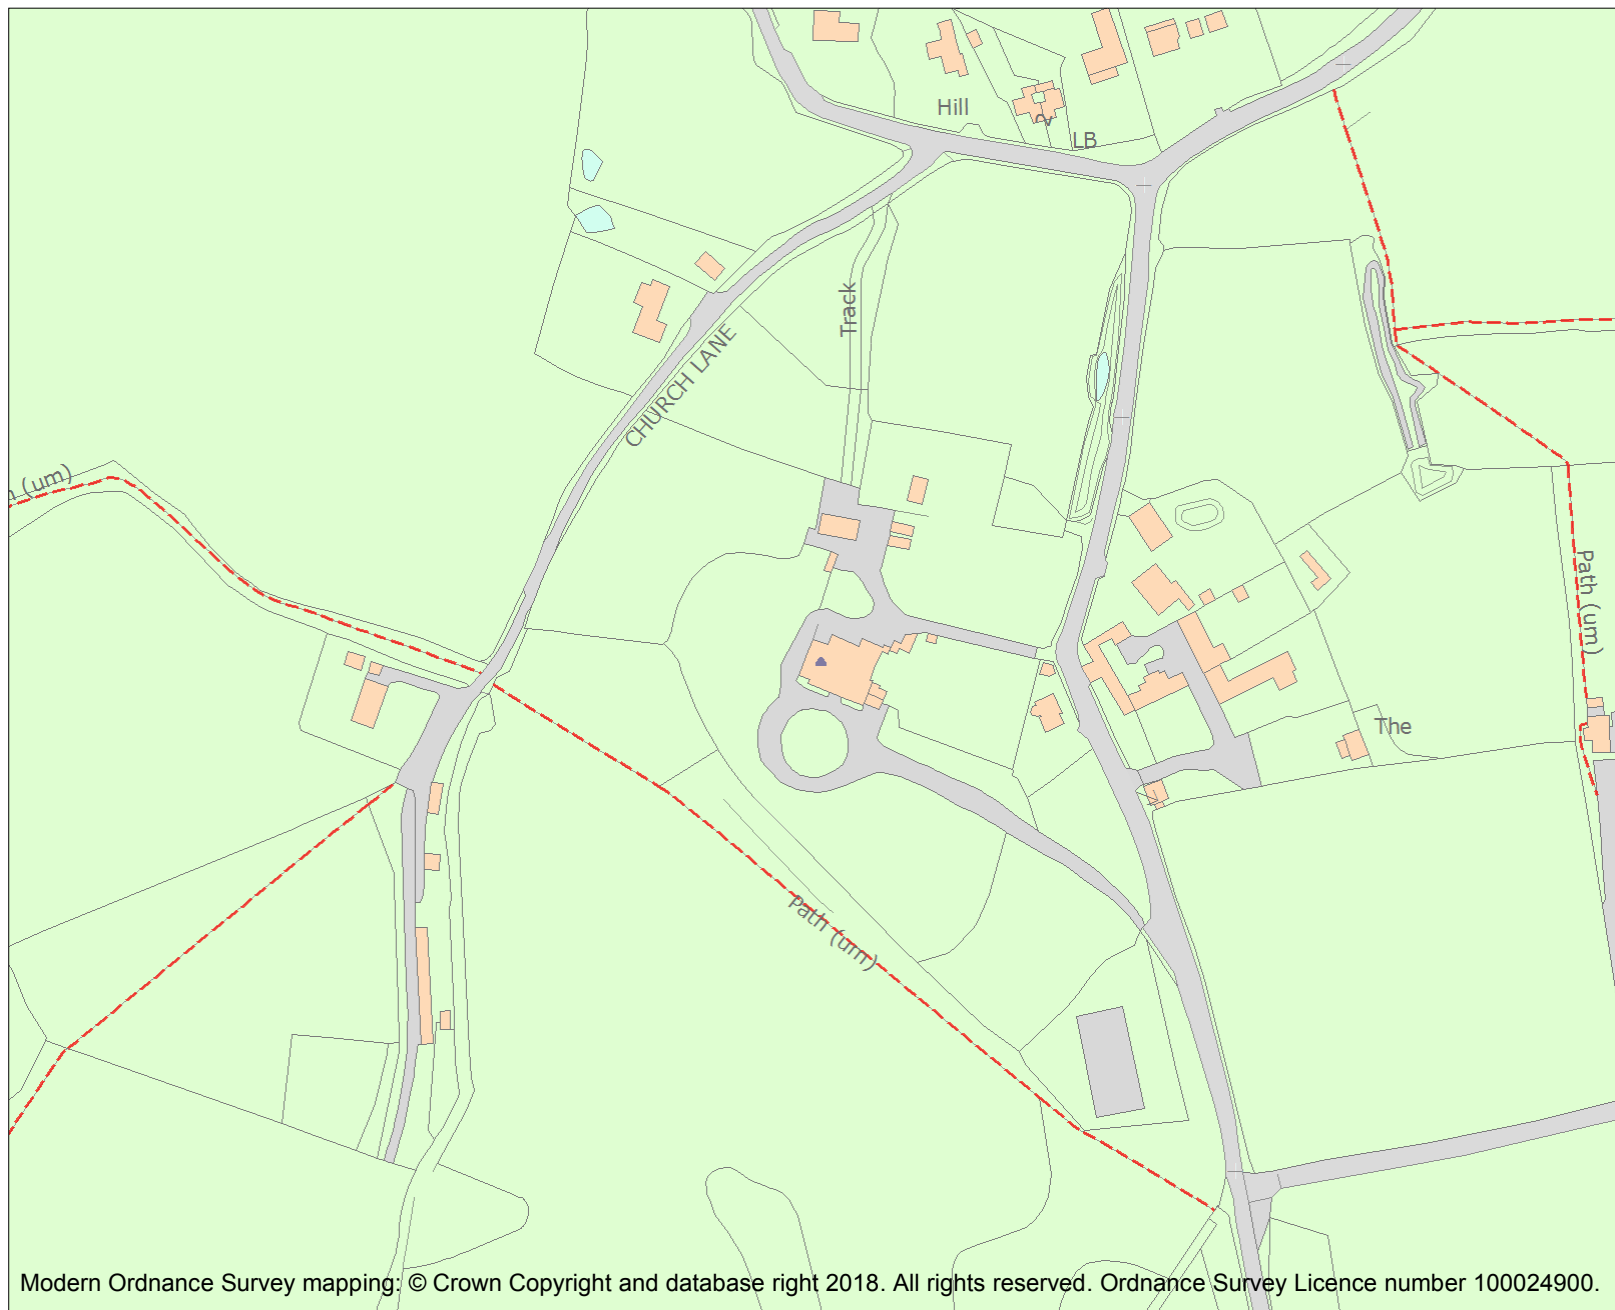 Hill
LB
Track
CHURCH LANE
(um)
Path (um)
The
Path (um)
Modern Ordnance Survey mapping: © Crown Copyright and database right 2018. All rights reserved. Ordnance Survey Licence number 100024900.